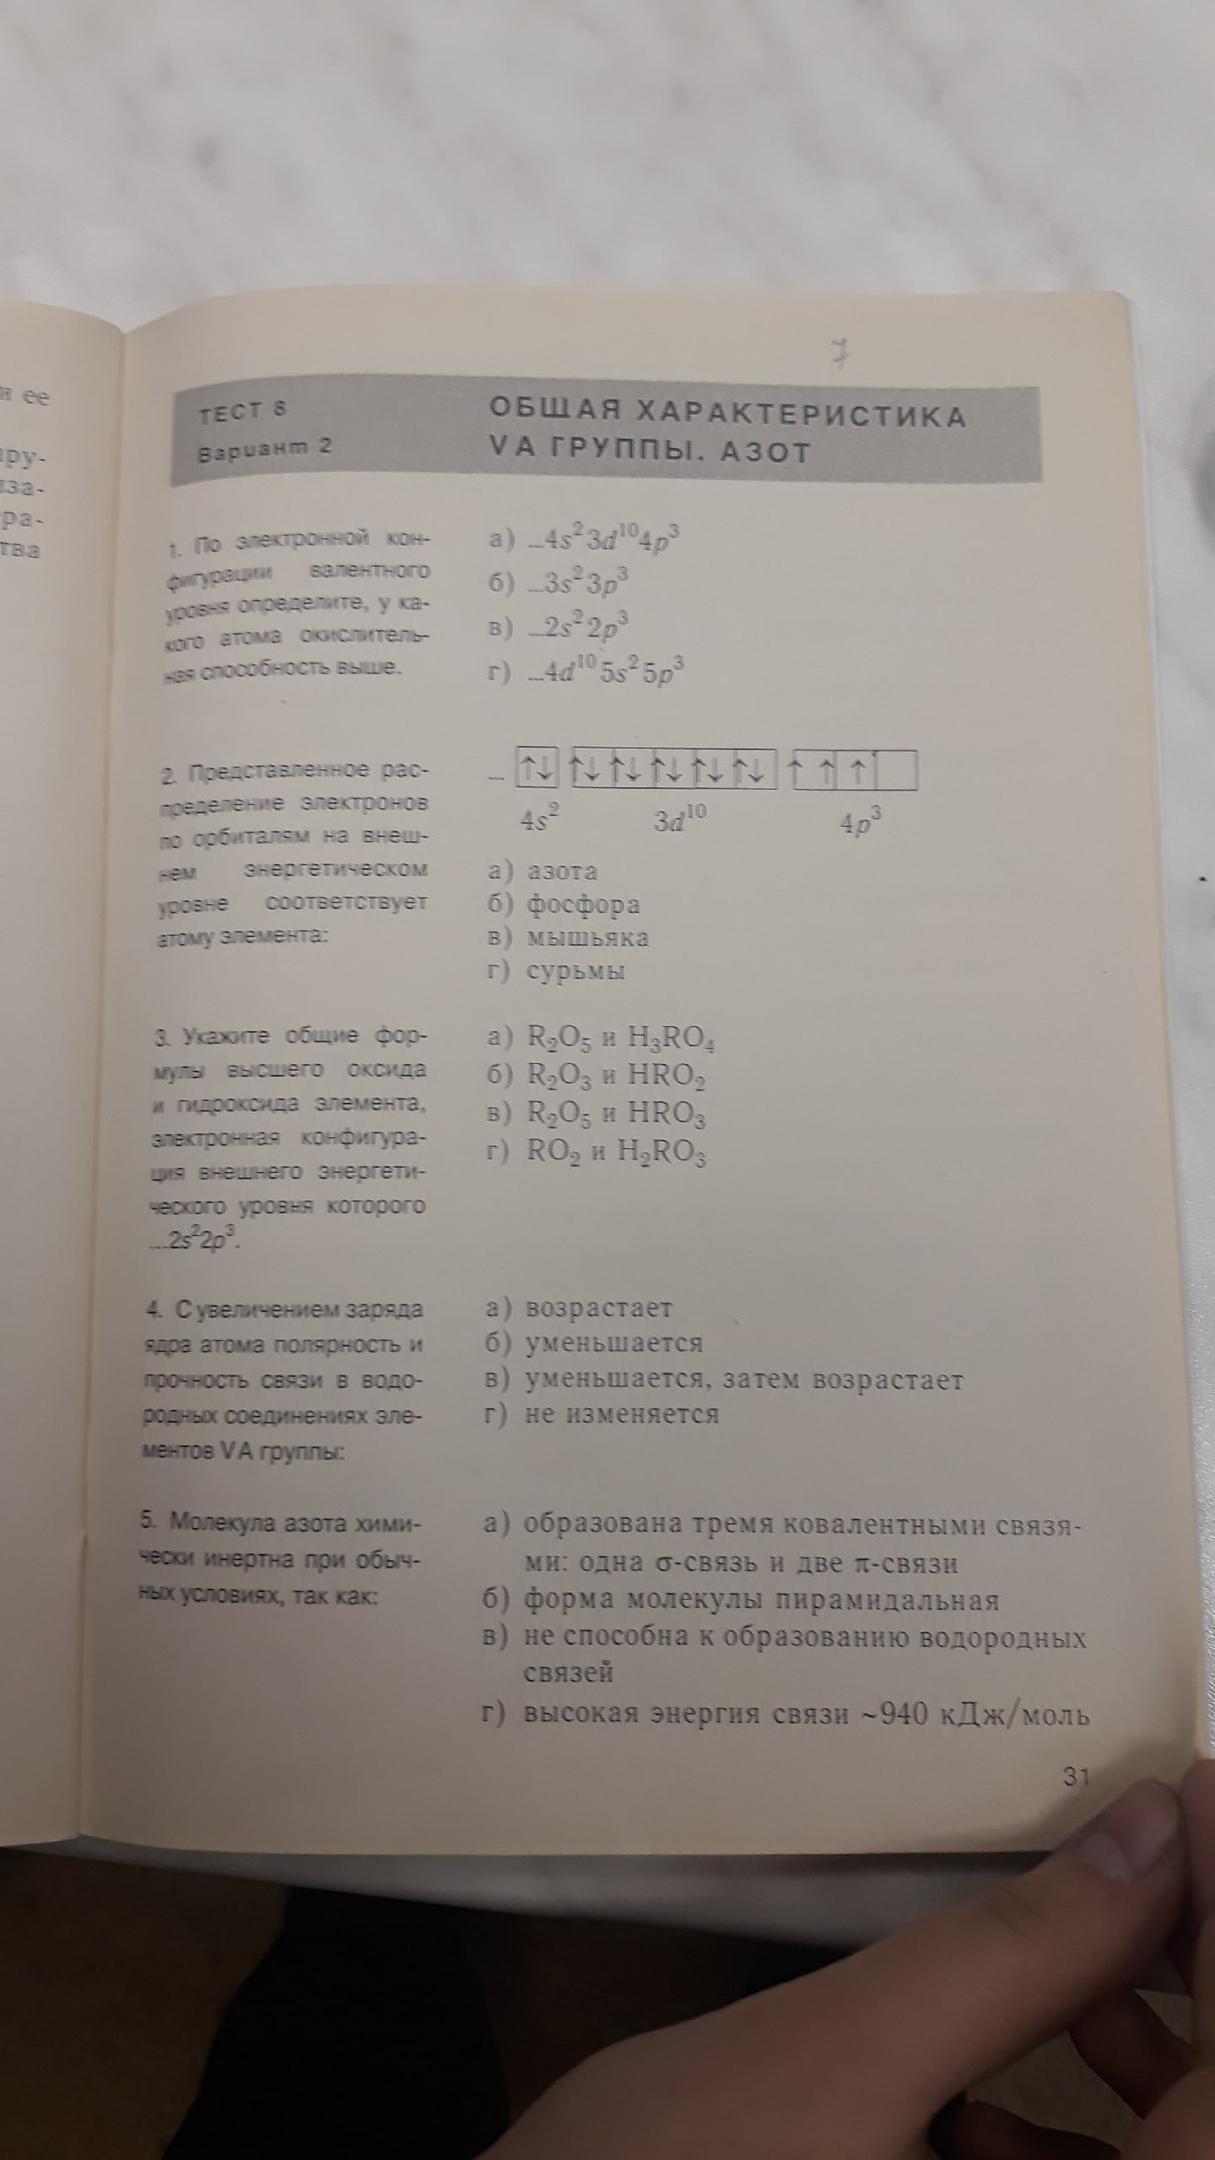 и ее
ру-
за-
ра-
тва
7
ТЕСТ 8
Вариант 2
ОБЩАЯ ХАРАКТЕРИСТИКА
VA ГРУППЫ. АЗОТ
1. По электронной кон-
фигурации валентного
уровня определите, у ка-
кого атома окислитель-
ная способность выше.
а) ...4s²3d¹⁰4p³
б) ...3s²3p³
в) ...2s²2p³
г) ...4d¹⁰5s²5p³
2. Представленное рас-
пределение электронов
по орбиталям на внеш-
нем энергетическом
уровне соответствует
атому элемента:
... ↑↓ ↑↓ ↑↓ ↑↓ ↑↓ ↑↓ ↑ ↑ ↑
4s² 3d¹⁰ 4p³
а) азота
б) фосфора
в) мышьяка
г) сурьмы
3. Укажите общие фор-
мулы высшего оксида
и гидроксида элемента,
электронная конфигура-
ция внешнего энергети-
ческого уровня которого
...2s²2p³.
а) R₂O₅ и H₃RO₄
б) R₂O₃ и HRO₂
в) R₂O₅ и HRO₃
г) RO₂ и H₂RO₃
4. С увеличением заряда
ядра атома полярность и
прочность связи в водо-
родных соединениях эле-
ментов VA группы:
а) возрастает
б) уменьшается
в) уменьшается, затем возрастает
г) не изменяется
5. Молекула азота хими-
чески инертна при обыч-
ных условиях, так как:
а) образована тремя ковалентными связя-
ми: одна σ-связь и две π-связи
б) форма молекулы пирамидальная
в) не способна к образованию водородных
связей
г) высокая энергия связи ~940 кДж/моль
31